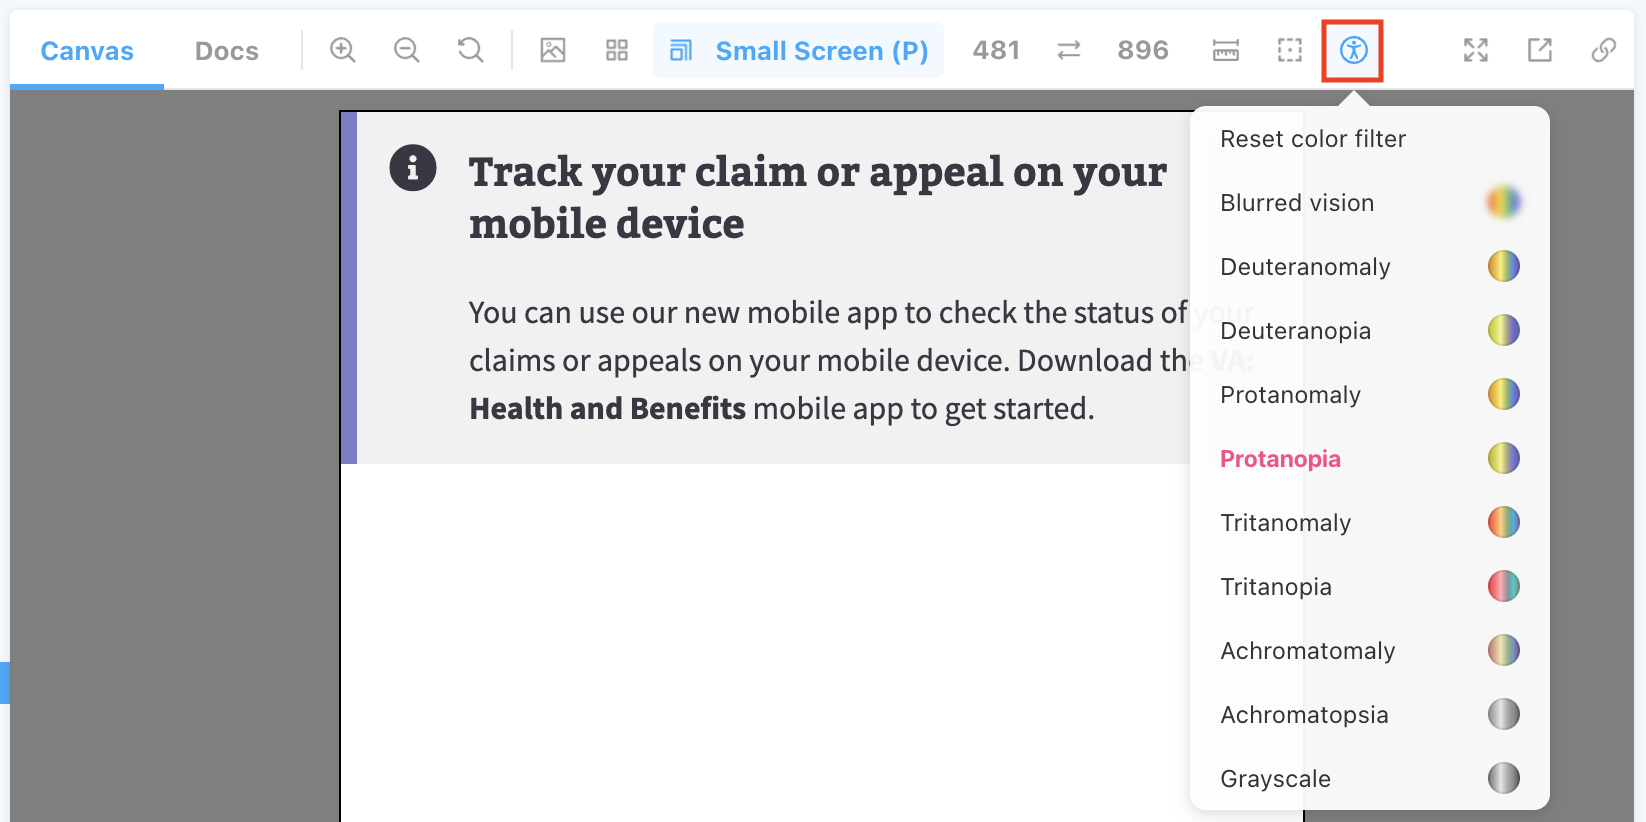 Canvas Docs Small Screen (P) 481 896
Track your claim or appeal on your
mobile device
You can use our new mobile app to check the status of your
claims or appeals on your mobile device. Download the VA:
Health and Benefits mobile app to get started.
Reset color filter
Blurred vision
Deuteranomaly
Deuteranopia
Protanomaly
Protanopia
Tritanomaly
Tritanopia
Achromatomaly
Achromatopsia
Grayscale